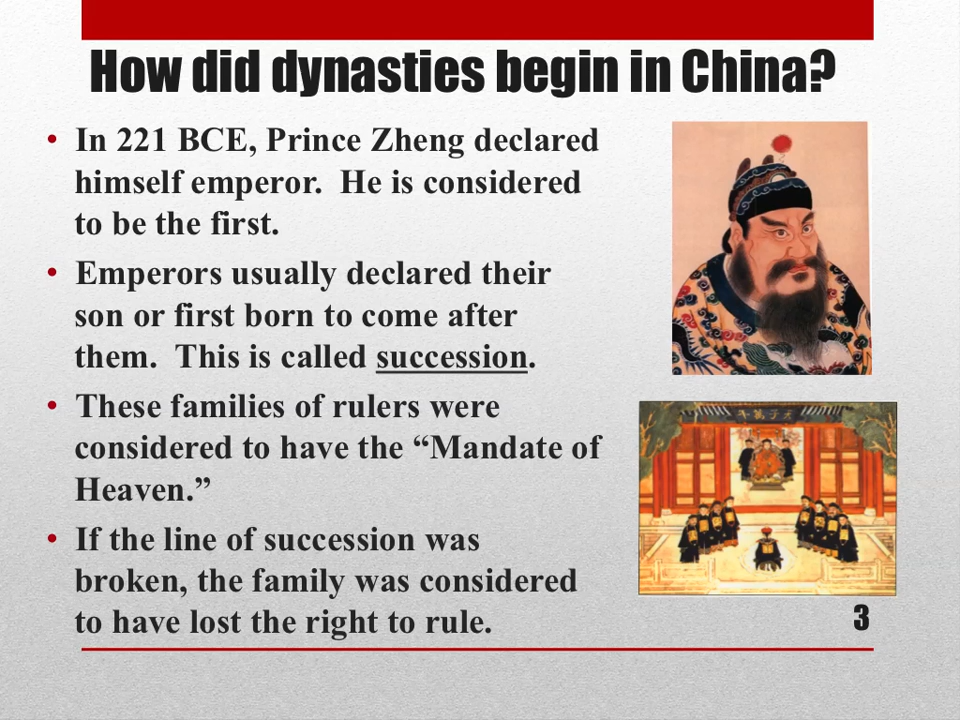 How did dynasties begin in China?
• In 221 BCE, Prince Zheng declared
himself emperor. He is considered
to be the first.
• Emperors usually declared their
son or first born to come after
them. This is called succession.
• These families of rulers were
considered to have the “Mandate of
Heaven.”
• If the line of succession was
broken, the family was considered
to have lost the right to rule.
3